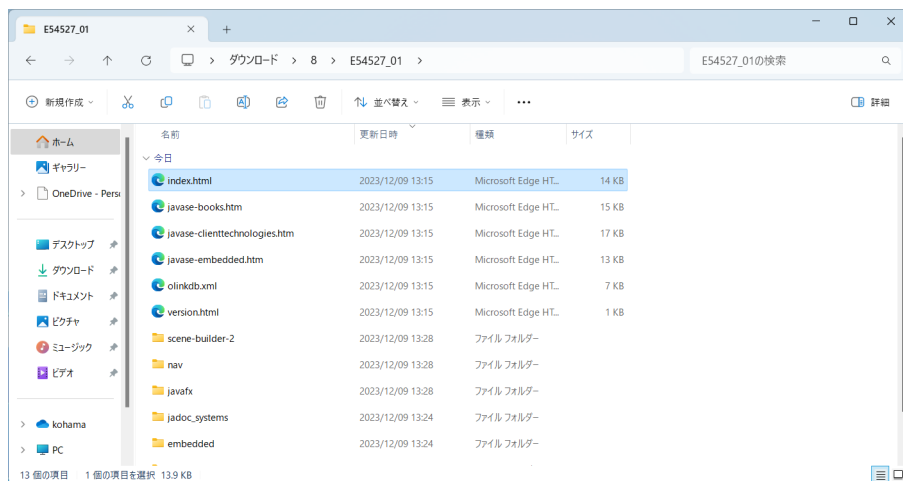 E54527_01
ダウンロード > 8 > E54527_01 >
E54527_01の検索
新規作成
並べ替え
表示
詳細
ホーム
ギャラリー
OneDrive - Perso
デスクトップ
ダウンロード
ドキュメント
ピクチャ
ミュージック
ビデオ
kohama
PC
名前 更新日時 種類 サイズ
今日
index.html 2023/12/09 13:15 Microsoft Edge HT... 14 KB
javase-books.htm 2023/12/09 13:15 Microsoft Edge HT... 15 KB
javase-clienttechnologies.htm 2023/12/09 13:15 Microsoft Edge HT... 17 KB
javase-embedded.htm 2023/12/09 13:15 Microsoft Edge HT... 13 KB
olinkdb.xml 2023/12/09 13:15 Microsoft Edge HT... 7 KB
version.html 2023/12/09 13:15 Microsoft Edge HT... 1 KB
scene-builder-2 2023/12/09 13:28 ファイル フォルダー
nav 2023/12/09 13:28 ファイル フォルダー
javafx 2023/12/09 13:28 ファイル フォルダー
jadoc_systems 2023/12/09 13:24 ファイル フォルダー
embedded 2023/12/09 13:24 ファイル フォルダー
13 個の項目 1 個の項目を選択 13.9 KB